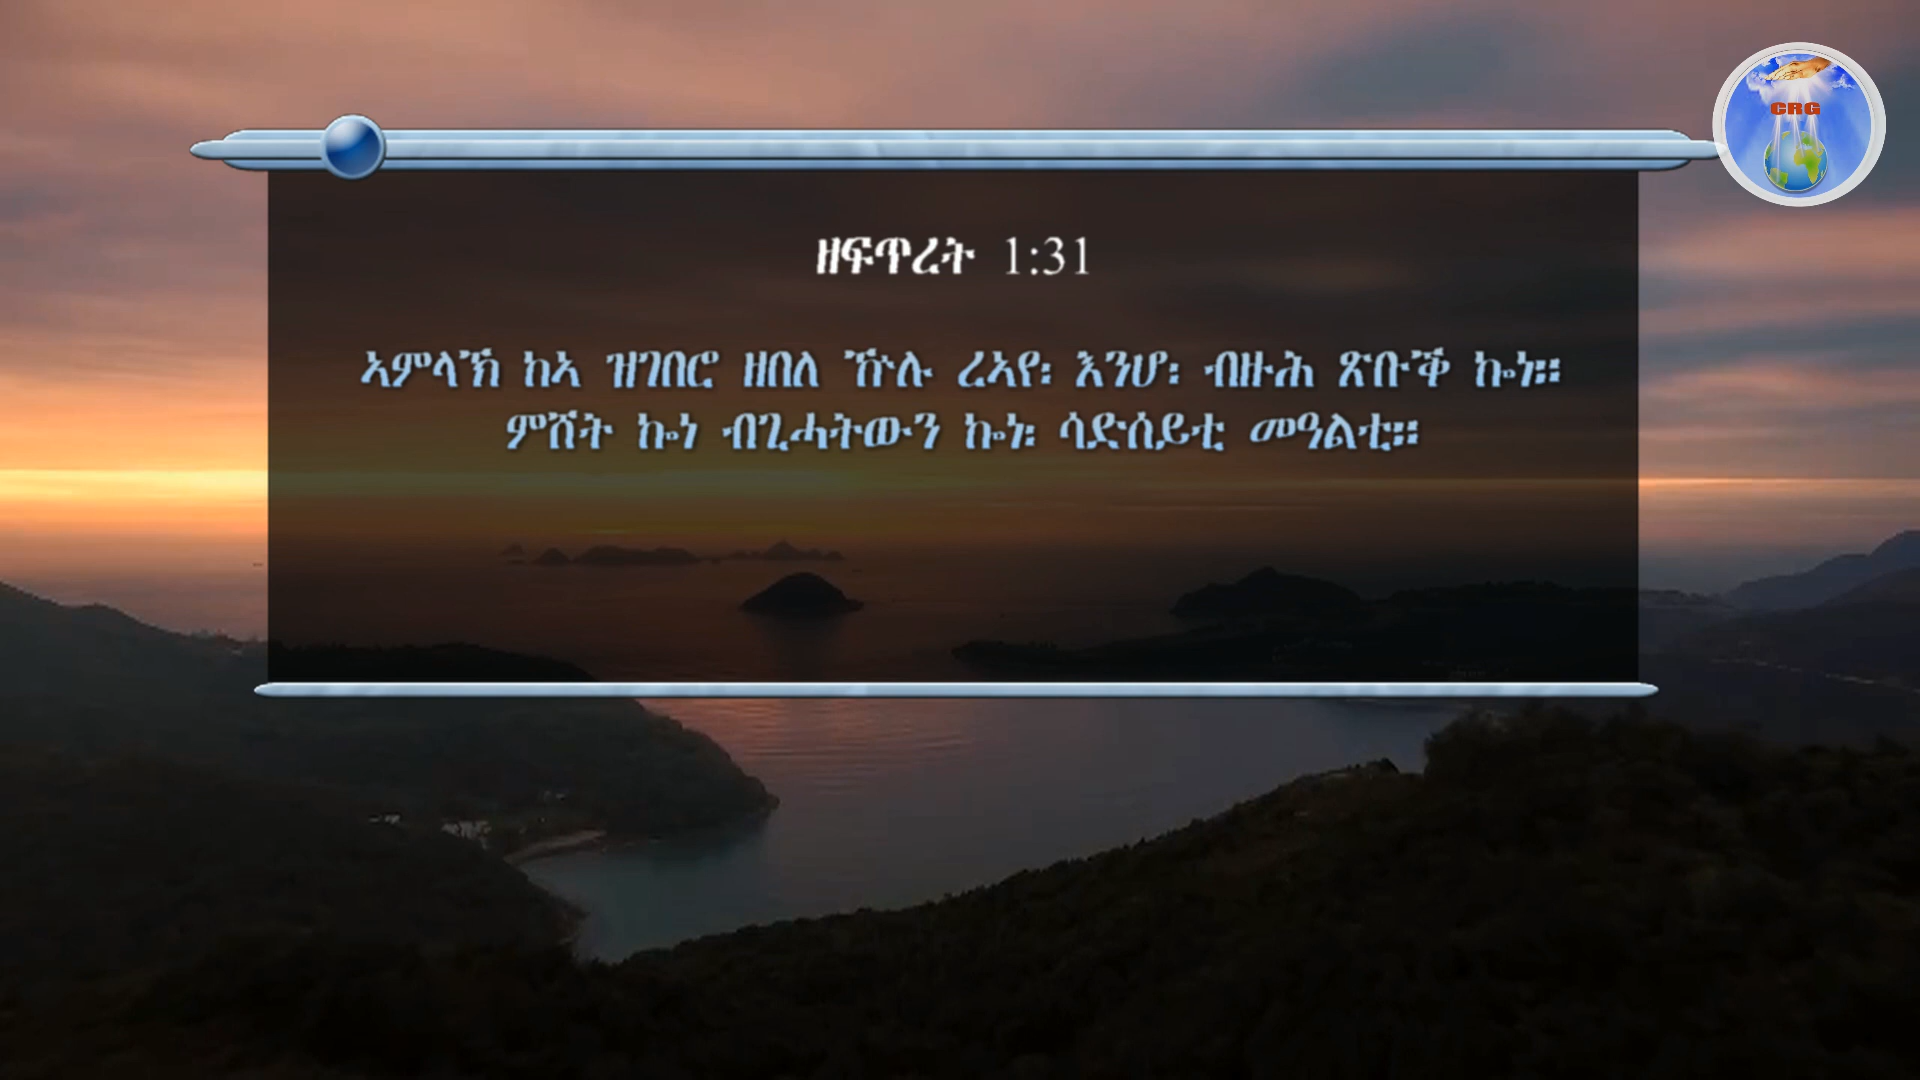 ዘፍጥረት 1:31
ኣምላኽ ከኣ ዝገበሮ ዘበለ ዅሉ ረኣየ፡ እንሆ፡ ብዙሕ ጽቡቕ ኰነ።
ምሸት ኰነ ብጊሓትውን ኰነ፡ ሳድሰይቲ መዓልቲ።
CRG